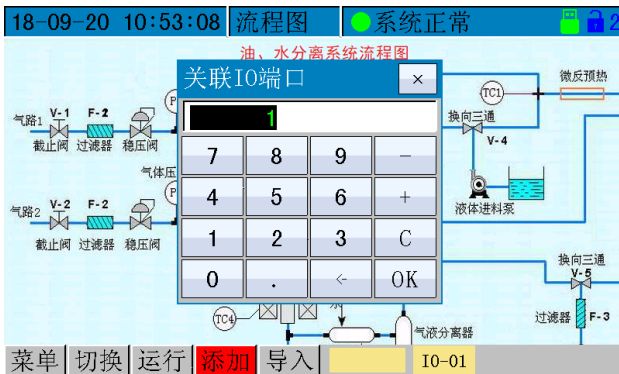 18-09-20 10:53:08 流程图 系统正常 2
油、水分离系统流程图
关联IO端口 ×
1
7 8 9 -
4 5 6 +
1 2 3 C
0 . <- OK
气路1 V-1 F-2 P
截止阀 过滤器 稳压阀
气体压
气路2 V-2 F-2 P
截止阀 过滤器 稳压阀
TC1 微反预热
换向三通
V-4
液体进料泵
换向三通
V-5
过滤器 F-3
TC4
气液分离器
菜单 切换 运行 添加 导入 IO-01